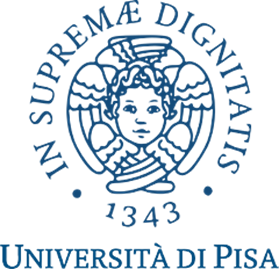 IN SUPREMÆ DIGNITATIS
· 1343 ·
UNIVERSITÀ DI PISA